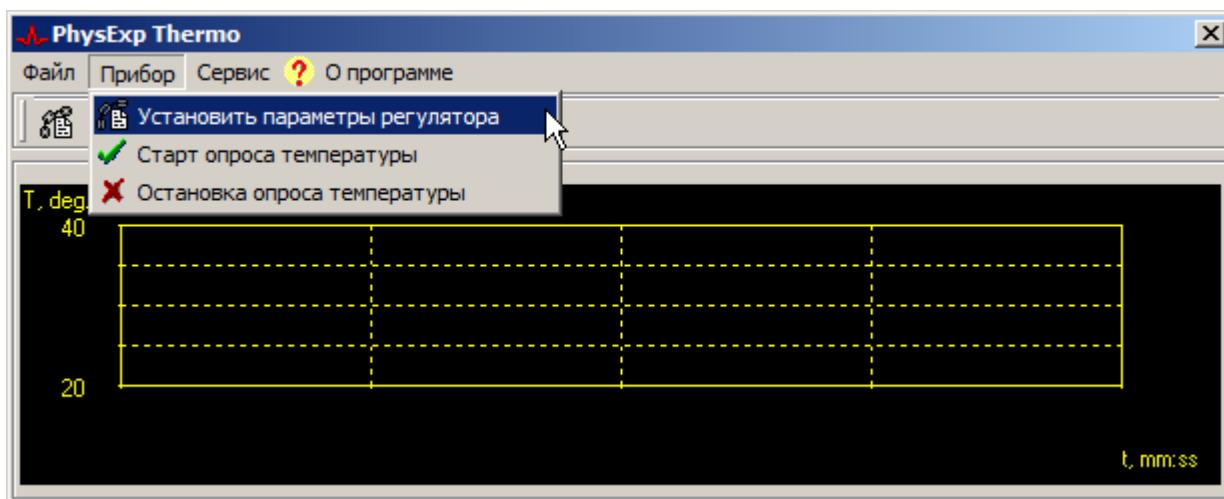 PhysExp Thermo
Файл Прибор Сервис ? О программе
Установить параметры регулятора
Старт опроса температуры
Остановка опроса температуры
T, deg.
40
20
t, mm:ss